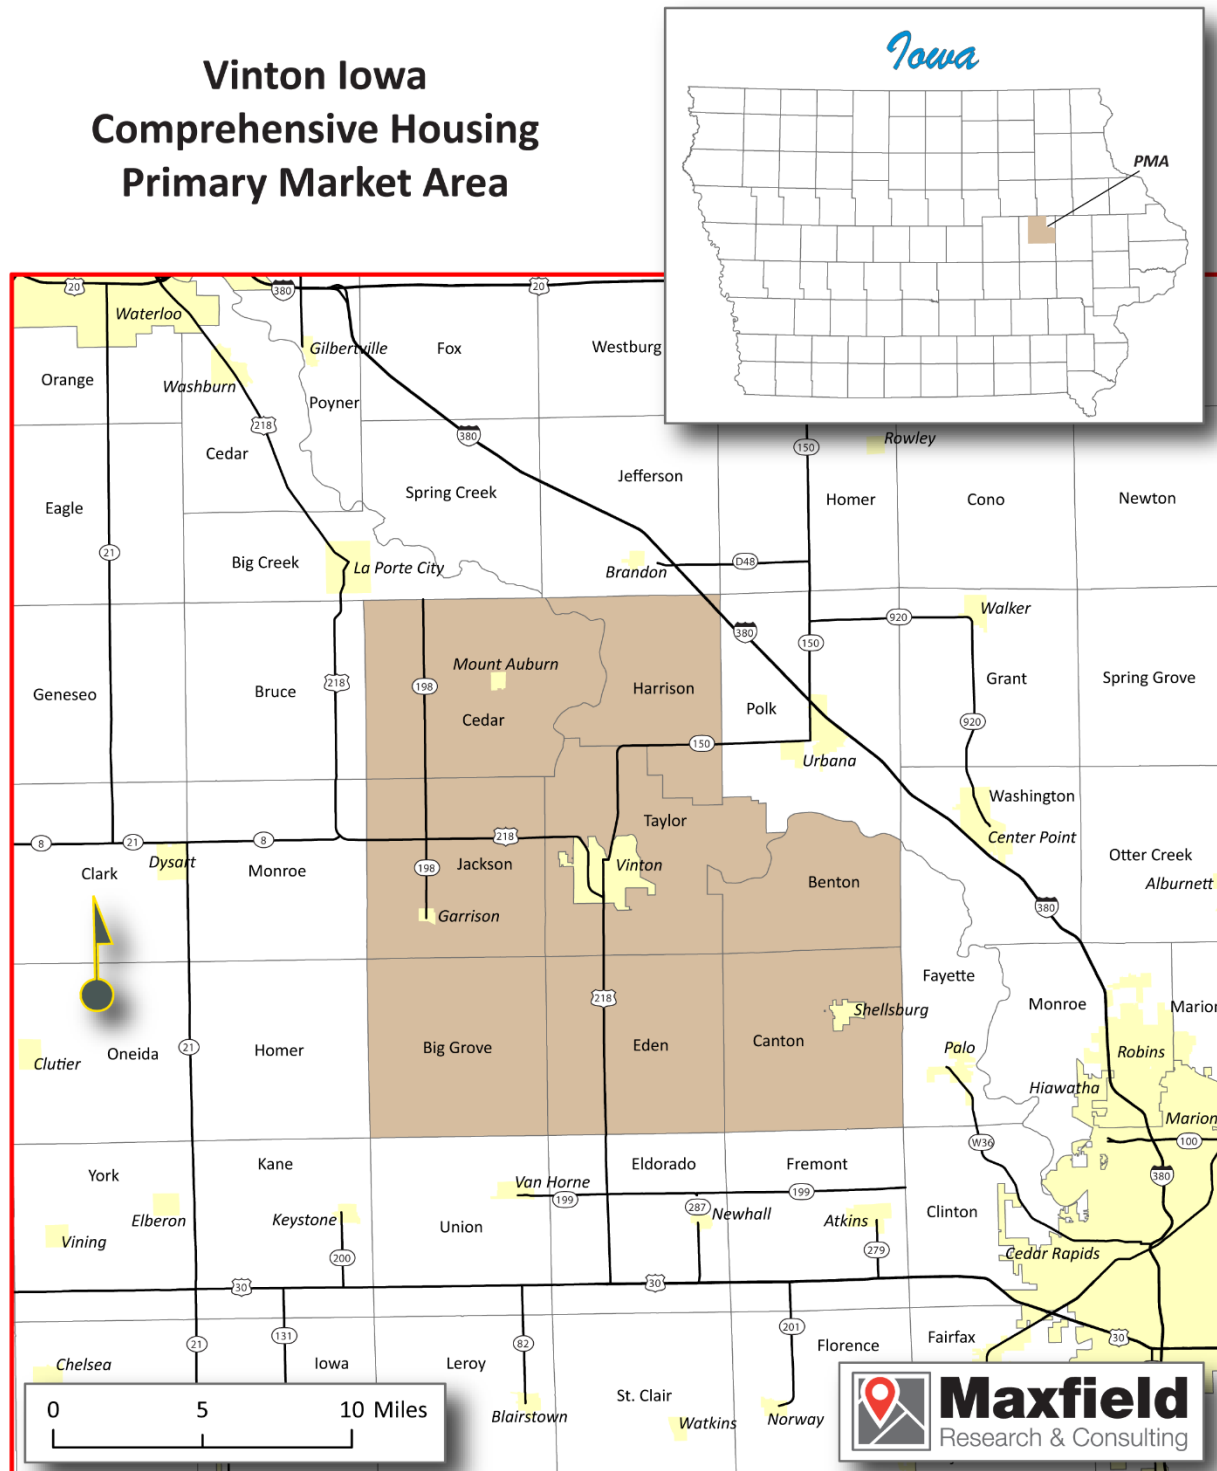 Vinton Iowa
Comprehensive Housing
Primary Market Area
Iowa
PMA
20
380
20
Waterloo
Gilbertville
Fox
Westburg
Orange
Washburn
Poyner
218
Cedar
380
150
Rowley
Jefferson
Spring Creek
Homer
Cono
Newton
Eagle
21
Big Creek
La Porte City
Brandon
D48
Walker
920
380
150
Mount Auburn
218
198
Harrison
Grant
Spring Grove
Geneseo
Bruce
Cedar
Polk
920
150
Urbana
Washington
Taylor
Center Point
8
21
8
218
Dysart
Jackson
Vinton
Otter Creek
Clark
Monroe
198
Benton
Alburnett
380
Garrison
Fayette
218
Shellsburg
Monroe
Marion
Oneida
21
Homer
Big Grove
Eden
Canton
Palo
Robins
Clutier
Hiawatha
Marion
W36
100
York
Kane
Eldorado
Fremont
380
Van Horne
199
199
Elberon
Keystone
Union
287
Newhall
Atkins
Clinton
Vining
200
279
Cedar Rapids
30
30
21
131
82
201
Florence
Fairfax
30
Chelsea
Iowa
Leroy
St. Clair
Blairstown
Watkins
Norway
0 5 10 Miles
Maxfield
Research & Consulting